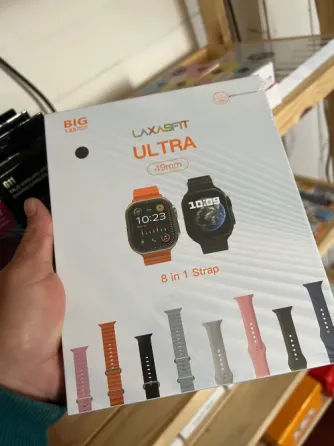 BIG
LAXASFIT
ULTRA
49mm
10:23
10:09
8 in 1 Strap